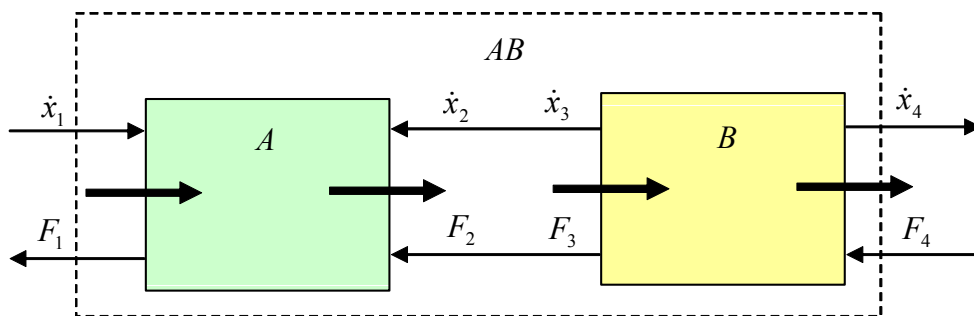 AB
ẋ₁ ẋ₂ ẋ₃ ẋ₄
A B
F₁ F₂ F₃ F₄